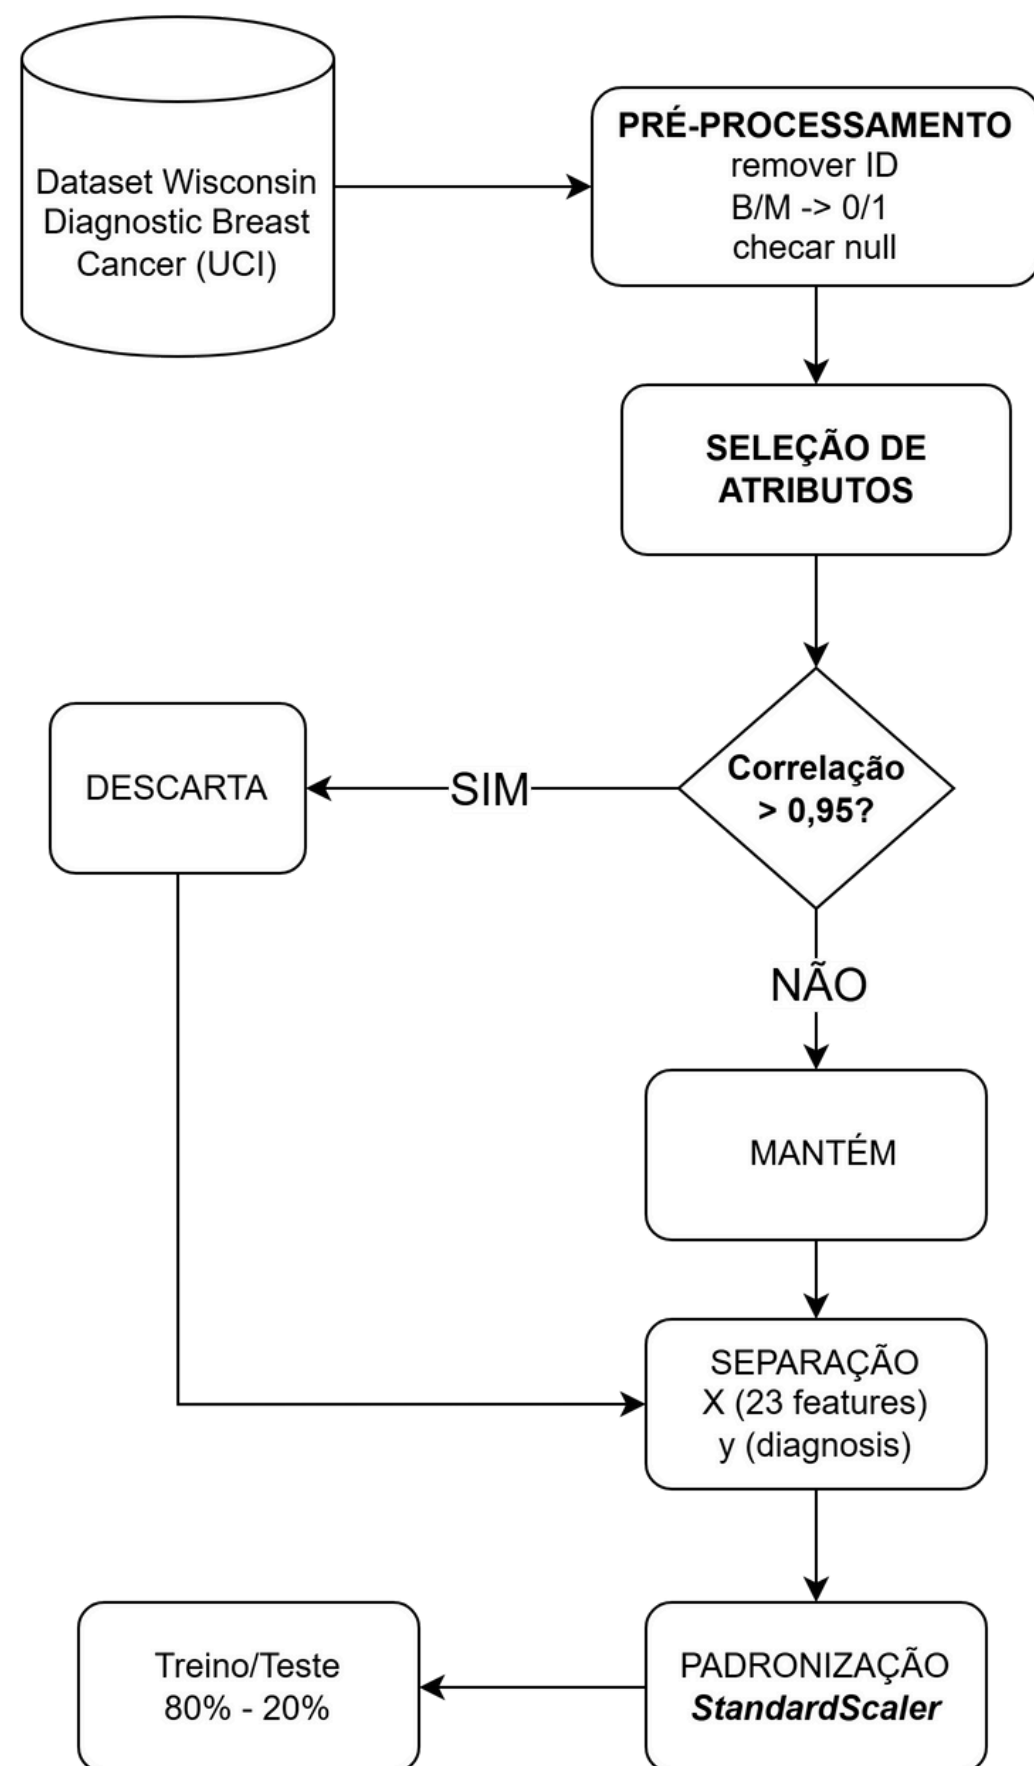 Dataset Wisconsin
Diagnostic Breast
Cancer (UCI)
PRÉ-PROCESSAMENTO
remover ID
B/M -> 0/1
checar null
SELEÇÃO DE
ATRIBUTOS
Correlação
> 0,95?
SIM
DESCARTA
NÃO
MANTÉM
SEPARAÇÃO
X (23 features)
y (diagnosis)
PADRONIZAÇÃO
StandardScaler
Treino/Teste
80% - 20%